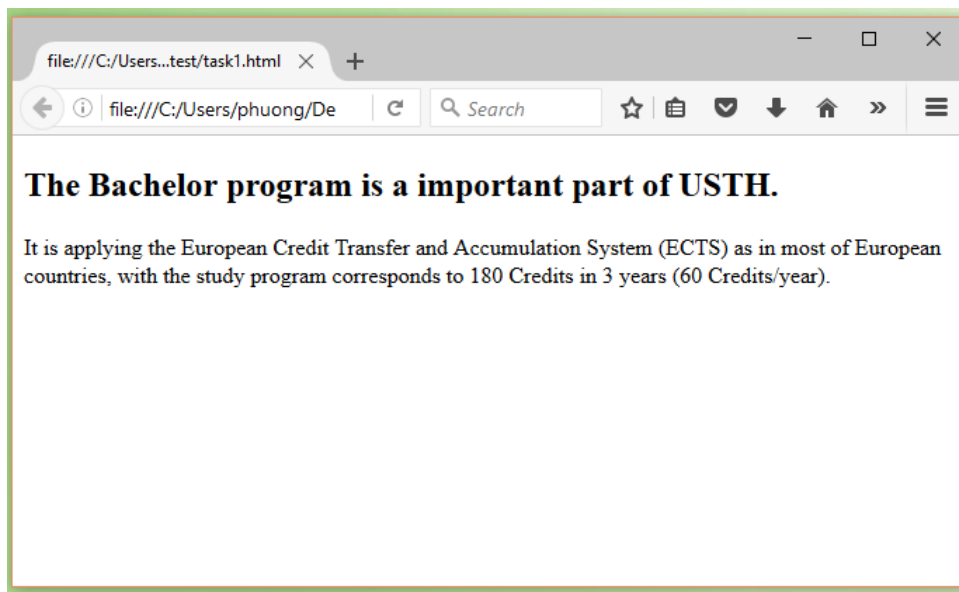 file:///C:/Users...test/task1.html
file:///C:/Users/phuong/De
Search
The Bachelor program is a important part of USTH.
It is applying the European Credit Transfer and Accumulation System (ECTS) as in most of European
countries, with the study program corresponds to 180 Credits in 3 years (60 Credits/year).